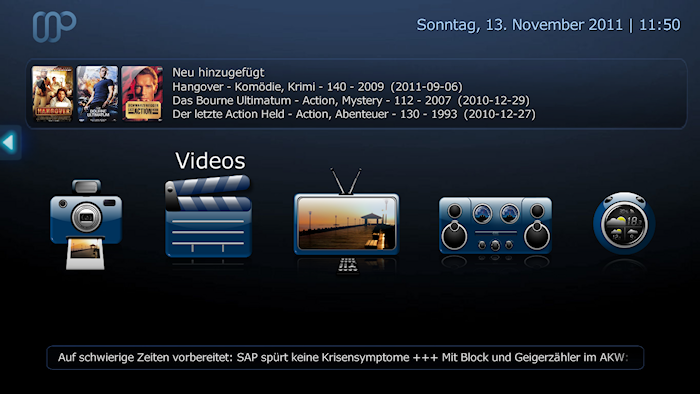 Sonntag, 13. November 2011 | 11:50
Neu hinzugefügt
Hangover - Komödie, Krimi - 140 - 2009 (2011-09-06)
Das Bourne Ultimatum - Action, Mystery - 112 - 2007 (2010-12-29)
Der letzte Action Held - Action, Abenteuer - 130 - 1993 (2010-12-27)
HANGOVER
Videos
Auf schwierige Zeiten vorbereitet: SAP spürt keine Krisensymptome +++ Mit Block und Geigerzähler im AKW: